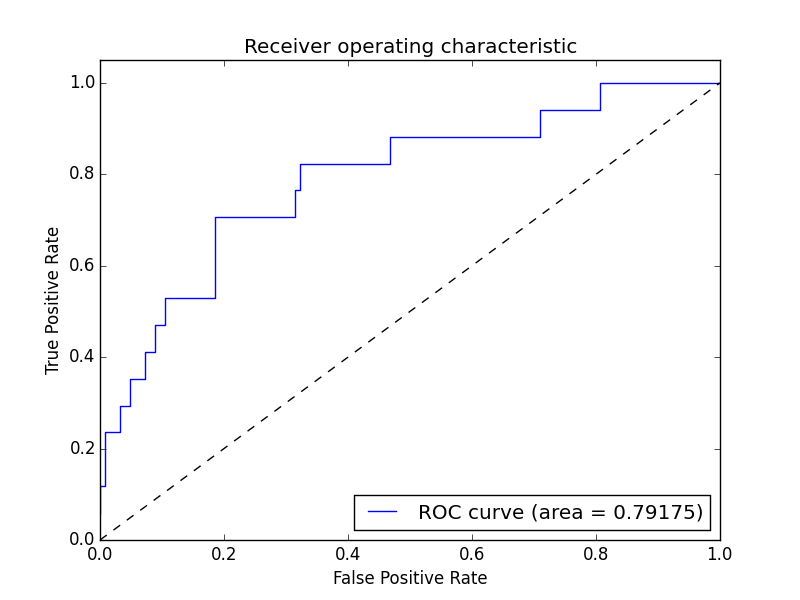 Receiver operating characteristic
1.0
0.8
0.6
0.4
0.2
0.0
True Positive Rate
ROC curve (area = 0.79175)
0.0 0.2 0.4 0.6 0.8 1.0
False Positive Rate